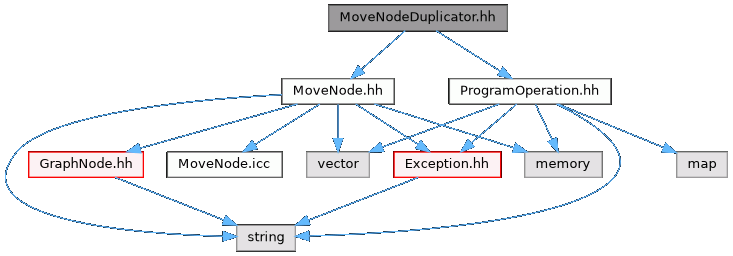 MoveNodeDuplicator.hh
MoveNode.hh
ProgramOperation.hh
GraphNode.hh
MoveNode.icc
vector
Exception.hh
memory
map
string